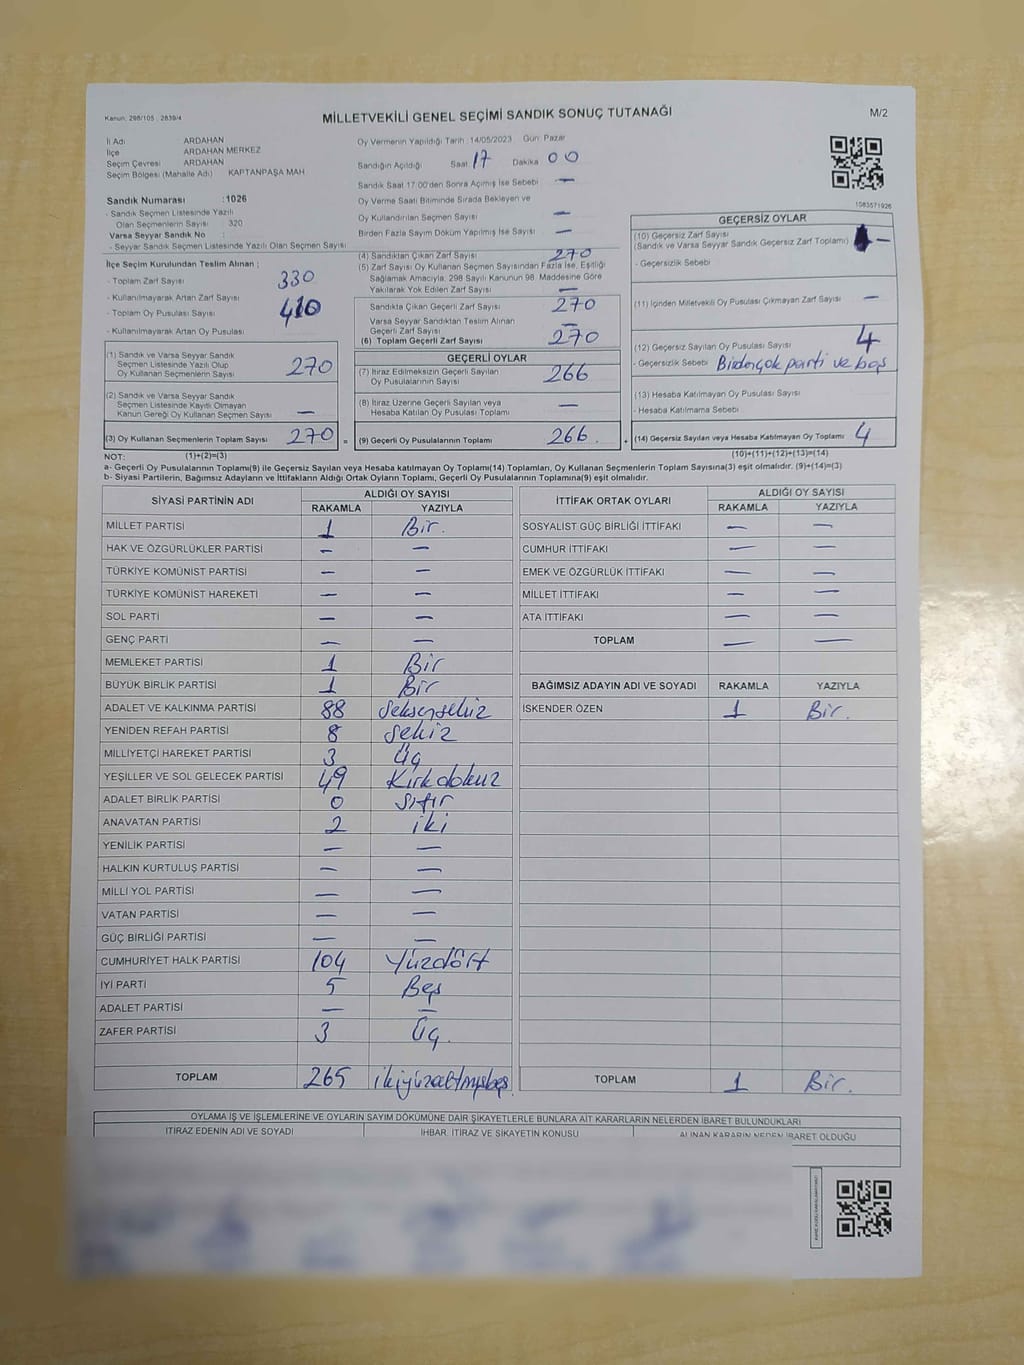 Kanun: 298/105, 2839/4
MİLLETVEKİLİ GENEL SEÇİMİ SANDIK SONUÇ TUTANAĞI
M/2
İl Adı ARDAHAN
İlçe ARDAHAN MERKEZ
Seçim Çevresi ARDAHAN
Seçim Bölgesi (Mahalle Adı) KAPTANPAŞA MAH
Oy Vermenin Yapıldığı Tarih :14/05/2023 Gün: Pazar
Sandığın Açıldığı Saat 17 Dakika 00
Sandık Saat 17:00'den Sonra Açılmış İse Sebebi —
Oy Verme Saati Bitiminde Sırada Bekleyen ve
Oy Kullandırılan Seçmen Sayısı —
Birden Fazla Sayım Döküm Yapılmış İse Sayısı —
Sandık Numarası :1026
- Sandık Seçmen Listesinde Yazılı
Olan Seçmenlerin Sayısı 320
Varsa Seyyar Sandık No :
- Seyyar Sandık Seçmen Listesinde Yazılı Olan Seçmen Sayısı
İlçe Seçim Kurulundan Teslim Alınan ;
- Toplam Zarf Sayısı 330
- Kullanılmayarak Artan Zarf Sayısı
- Toplam Oy Pusulası Sayısı
- Kullanılmayarak Artan Oy Pusulası
(1) Sandık ve Varsa Seyyar Sandık
Seçmen Listesinde Yazılı Olup
Oy Kullanan Seçmenlerin Sayısı 270
(2) Sandık ve Varsa Seyyar Sandık
Seçmen Listesinde Kayıtlı Olmayan
Kanun Gereği Oy Kullanan Seçmen Sayısı —
(3) Oy Kullanan Seçmenlerin Toplam Sayısı 270 =
(4) Sandıktan Çıkan Zarf Sayısı 270
(5) Zarf Sayısı Oy Kullanan Seçmen Sayısından Fazla İse, Eşitliği
Sağlamak Amacıyla; 298 Sayılı Kanunun 98. Maddesine Göre
Yakılarak Yok Edilen Zarf Sayısı —
Sandıkta Çıkan Geçerli Zarf Sayısı 270
Varsa Seyyar Sandıktan Teslim Alınan
Geçerli Zarf Sayısı —
(6) Toplam Geçerli Zarf Sayısı 270
GEÇERLİ OYLAR
(7) İtiraz Edilmeksizin Geçerli Sayılan
Oy Pusulalarının Sayısı 266
(8) İtiraz Üzerine Geçerli Sayılan veya
Hesaba Katılan Oy Pusulası Toplamı —
(9) Geçerli Oy Pusulalarının Toplamı 266. +
1083571926
GEÇERSİZ OYLAR
(10) Geçersiz Zarf Sayısı
(Sandık ve Varsa Seyyar Sandık Geçersiz Zarf Toplamı) —
- Geçersizlik Sebebi
(11) İçinden Milletvekili Oy Pusulası Çıkmayan Zarf Sayısı —
(12) Geçersiz Sayılan Oy Pusulası Sayısı 4
- Geçersizlik Sebebi Birdençok parti ve boş
(13) Hesaba Katılmayan Oy Pusulası Sayısı
- Hesaba Katılmama Sebebi
(14) Geçersiz Sayılan veya Hesaba Katılmayan Oy Toplamı 4
NOT: (1)+(2)=(3) (10)+(11)+(12)+(13)=(14)
a- Geçerli Oy Pusulalarının Toplamı(9) ile Geçersiz Sayılan veya Hesaba katılmayan Oy Toplamı(14) Toplamları, Oy Kullanan Seçmenlerin Toplam Sayısına(3) eşit olmalıdır. (9)+(14)=(3)
b- Siyasi Partilerin, Bağımsız Adayların ve İttifakların Aldığı Ortak Oyların Toplamı, Geçerli Oy Pusulalarının Toplamına(9) eşit olmalıdır.
SİYASİ PARTİNİN ADI ALDIĞI OY SAYISI
RAKAMLA YAZIYLA
MİLLET PARTİSİ 1 Bir.
HAK VE ÖZGÜRLÜKLER PARTİSİ — —
TÜRKİYE KOMÜNİST PARTİSİ — —
TÜRKİYE KOMÜNİST HAREKETİ — —
SOL PARTİ — —
GENÇ PARTİ — —
MEMLEKET PARTİSİ 1 Bir
BÜYÜK BİRLİK PARTİSİ 1 Bir
ADALET VE KALKINMA PARTİSİ 88 Seksensekiz
YENİDEN REFAH PARTİSİ 8 Sekiz
MİLLİYETÇİ HAREKET PARTİSİ 3 Üç
YEŞİLLER VE SOL GELECEK PARTİSİ 49 Kırkdokuz
ADALET BİRLİK PARTİSİ 0 Sıfır
ANAVATAN PARTİSİ 2 iki
YENİLİK PARTİSİ — —
HALKIN KURTULUŞ PARTİSİ — —
MİLLİ YOL PARTİSİ — —
VATAN PARTİSİ — —
GÜÇ BİRLİĞİ PARTİSİ — —
CUMHURİYET HALK PARTİSİ 104 Yüzdört
İYİ PARTİ 5 Beş
ADALET PARTİSİ — —
ZAFER PARTİSİ 3 Üç.
TOPLAM 265 ikiyüzaltmışbeş.
İTTİFAK ORTAK OYLARI ALDIĞI OY SAYISI
RAKAMLA YAZIYLA
SOSYALİST GÜÇ BİRLİĞİ İTTİFAKI — —
CUMHUR İTTİFAKI — —
EMEK VE ÖZGÜRLÜK İTTİFAKI — —
MİLLET İTTİFAKI — —
ATA İTTİFAKI — —
TOPLAM — —
BAĞIMSIZ ADAYIN ADI VE SOYADI RAKAMLA YAZIYLA
İSKENDER ÖZEN 1 Bir.
TOPLAM 1 Bir.
OYLAMA İŞ VE İŞLEMLERİNE VE OYLARIN SAYIM DÖKÜMÜNE DAİR ŞİKAYETLERLE BUNLARA AİT KARARLARIN NELERDEN İBARET BULUNDUKLARI
İTİRAZ EDENİN ADI VE SOYADI İHBAR, İTİRAZ VE ŞİKAYETİN KONUSU ALINAN KARARIN NEDEN İBARET OLDUĞU